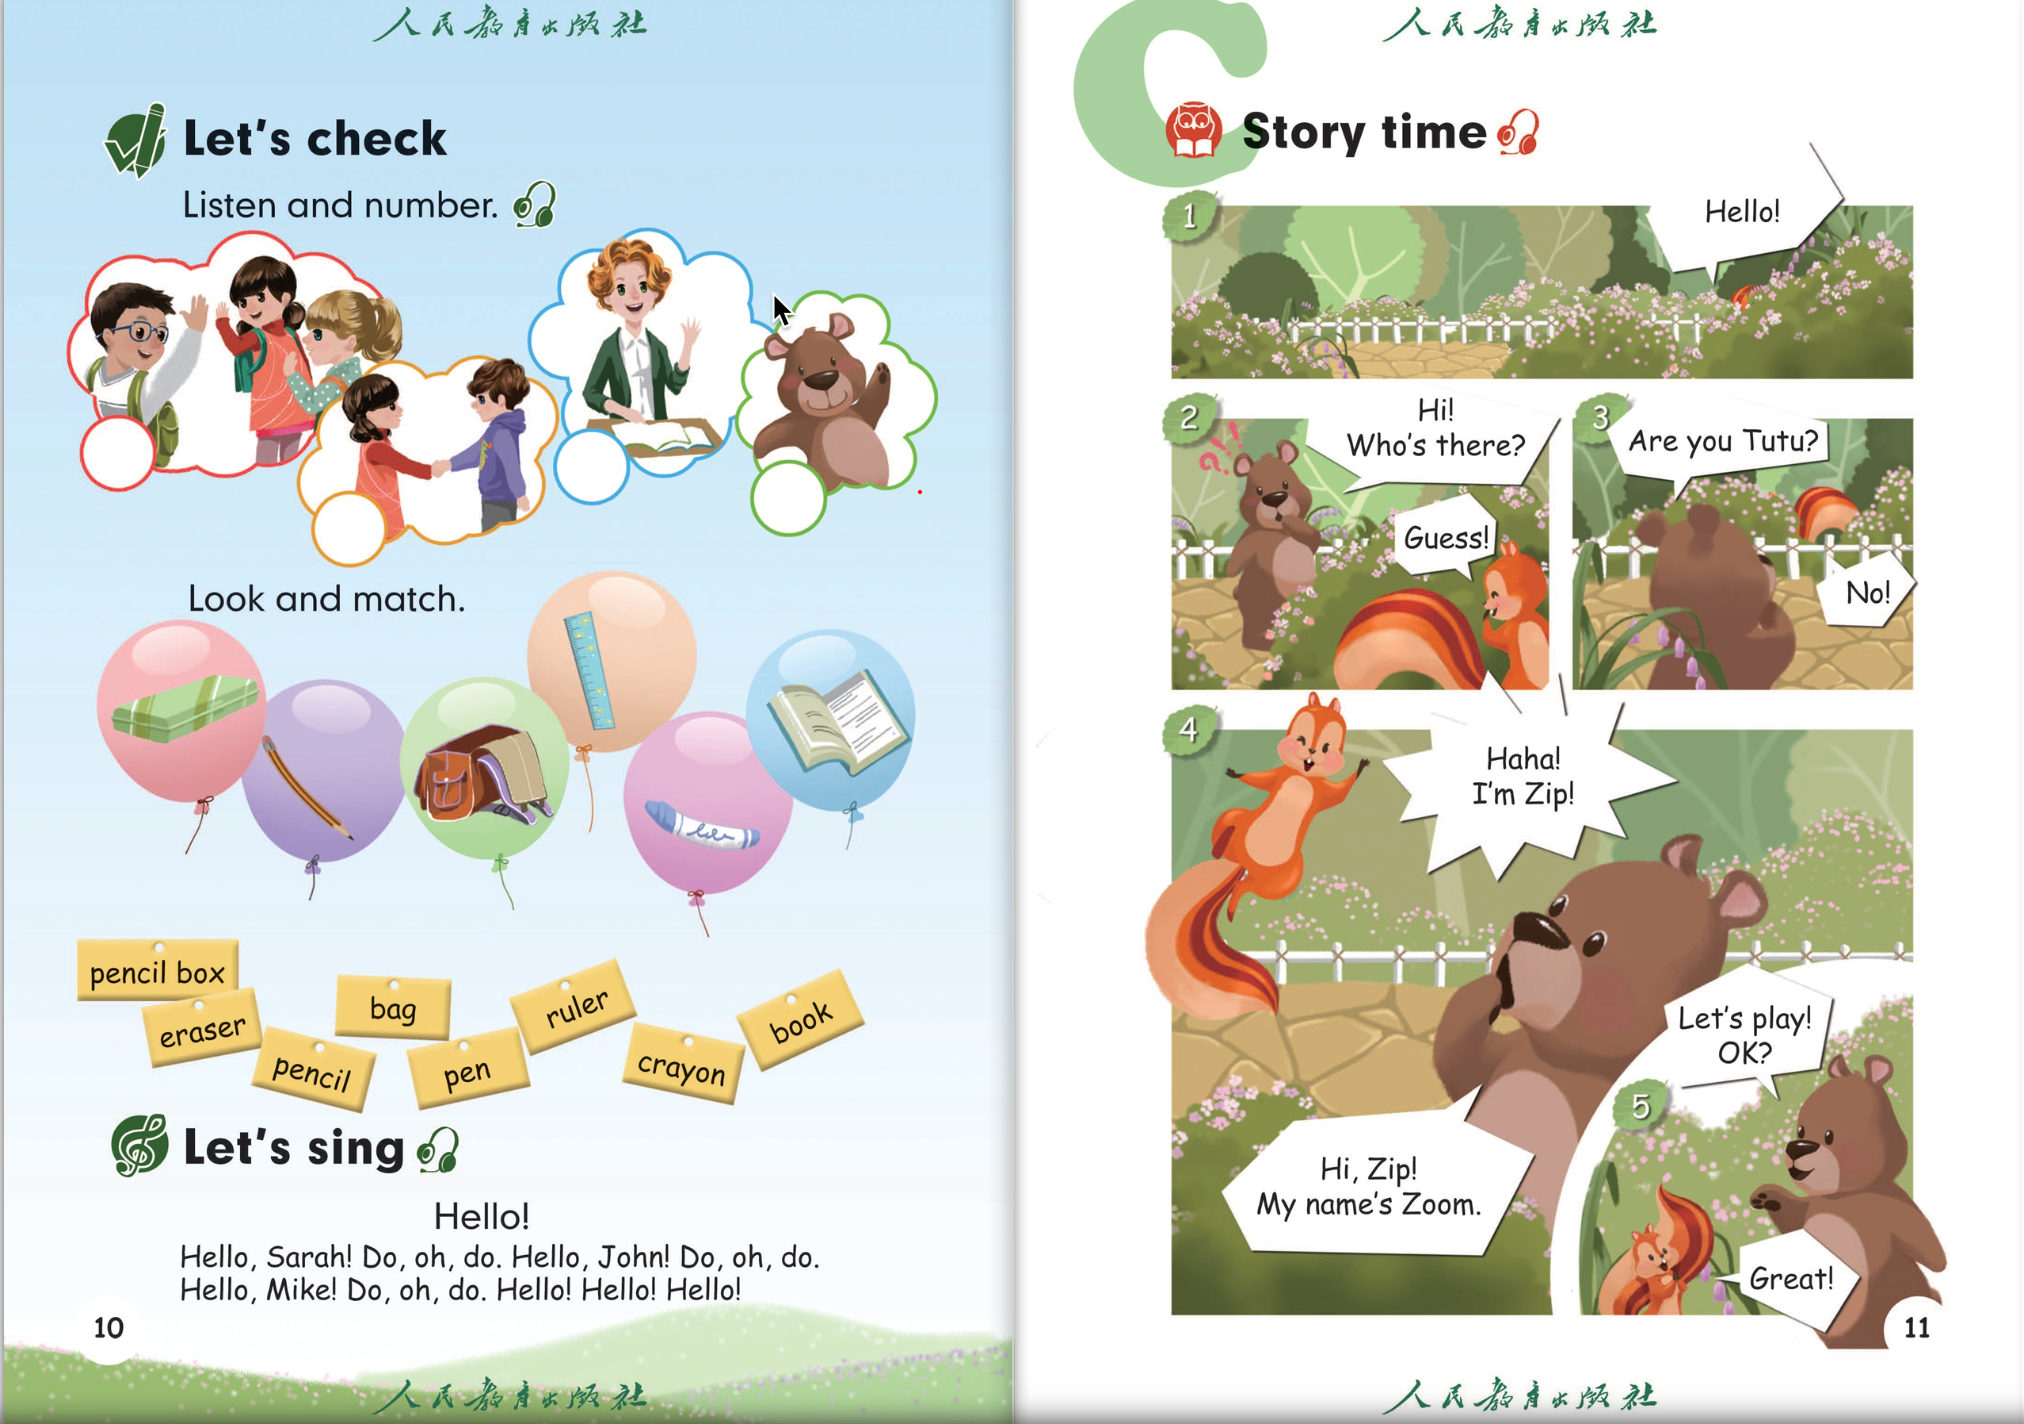 人民教育出版社
Let's check
Listen and number.
Look and match.
pencil box
eraser
pencil
bag
pen
ruler
crayon
book
Let's sing
Hello!
Hello, Sarah! Do, oh, do. Hello, John! Do, oh, do.
Hello, Mike! Do, oh, do. Hello! Hello! Hello!
10
人民教育出版社
人民教育出版社
C
Story time
1
Hello!
2
Hi!
Who's there?
Guess!
3
Are you Tutu?
No!
4
Haha!
I'm Zip!
Hi, Zip!
My name's Zoom.
5
Let's play!
OK?
Great!
11
人民教育出版社